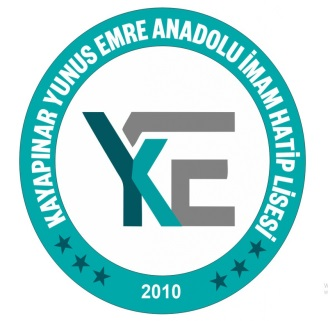 KAYAPINAR YUNUS EMRE ANADOLU İMAM HATİP LİSESİ
YKE
2010